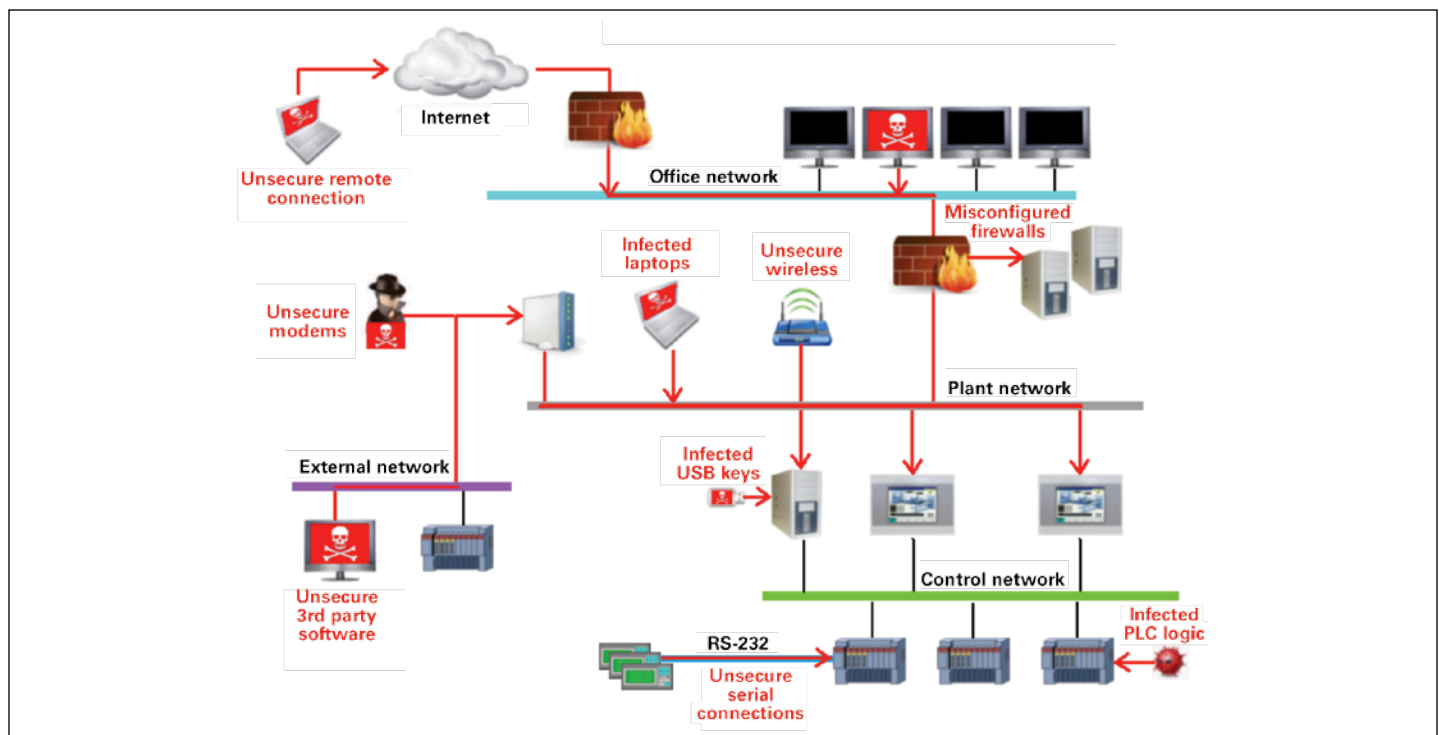 Internet
Unsecure remote
connection
Office network
Misconfigured
firewalls
Infected
laptops
Unsecure
wireless
Unsecure
modems
Plant network
External network
Infected
USB keys
Unsecure
3rd party
software
Control network
RS-232
Unsecure
serial
connections
Infected
PLC logic